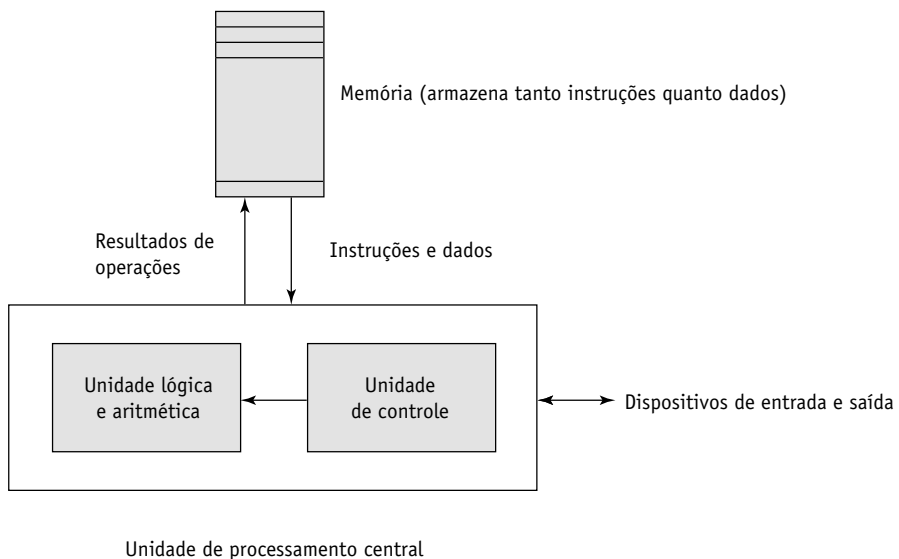 Memória (armazena tanto instruções quanto dados)
Resultados de
operações
Instruções e dados
Unidade lógica
e aritmética
Unidade
de controle
Dispositivos de entrada e saída
Unidade de processamento central